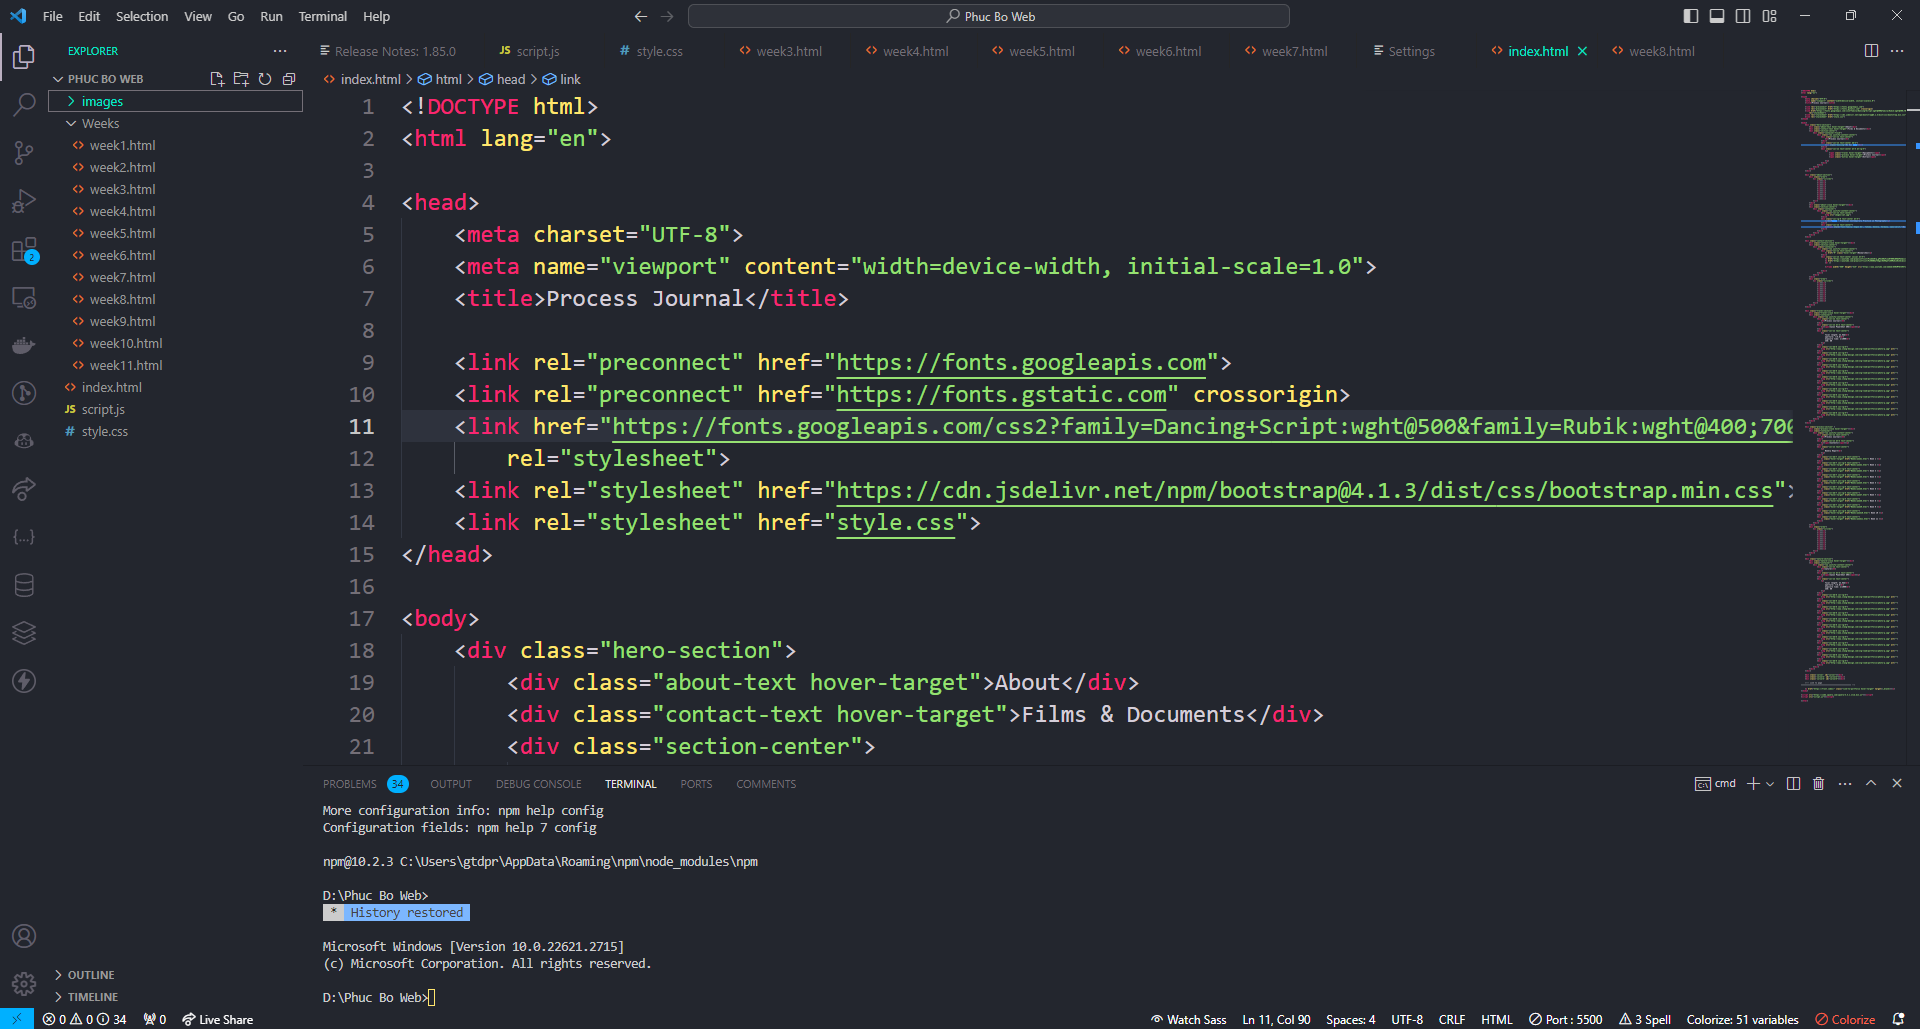 File Edit Selection View Go Run Terminal Help
Phuc Bo Web
EXPLORER
Release Notes: 1.85.0
JS script.js
# style.css
week3.html
week4.html
week5.html
week6.html
week7.html
Settings
index.html
week8.html
PHUC BO WEB
images
Weeks
week1.html
week2.html
week3.html
week4.html
week5.html
week6.html
week7.html
week8.html
week9.html
week10.html
week11.html
index.html
JS script.js
# style.css
2
OUTLINE
TIMELINE
index.html > html > head > link
1 <!DOCTYPE html>
2 <html lang="en">
3
4 <head>
5 <meta charset="UTF-8">
6 <meta name="viewport" content="width=device-width, initial-scale=1.0">
7 <title>Process Journal</title>
8
9 <link rel="preconnect" href="https://fonts.googleapis.com">
10 <link rel="preconnect" href="https://fonts.gstatic.com" crossorigin>
11 <link href="https://fonts.googleapis.com/css2?family=Dancing+Script:wght@500&family=Rubik:wght@400;700
12 rel="stylesheet">
13 <link rel="stylesheet" href="https://cdn.jsdelivr.net/npm/bootstrap@4.1.3/dist/css/bootstrap.min.css">
14 <link rel="stylesheet" href="style.css">
15 </head>
16
17 <body>
18 <div class="hero-section">
19 <div class="about-text hover-target">About</div>
20 <div class="contact-text hover-target">Films & Documents</div>
21 <div class="section-center">
PROBLEMS 34 OUTPUT DEBUG CONSOLE TERMINAL PORTS COMMENTS
cmd
More configuration info: npm help config
Configuration fields: npm help 7 config
npm@10.2.3 C:\Users\gtdpr\AppData\Roaming\npm\node_modules\npm
D:\Phuc Bo Web>
* History restored
Microsoft Windows [Version 10.0.22621.2715]
(c) Microsoft Corporation. All rights reserved.
D:\Phuc Bo Web>
0 0 34 0 Live Share
Watch Sass Ln 11, Col 90 Spaces: 4 UTF-8 CRLF HTML Port : 5500 3 Spell Colorize: 51 variables Colorize